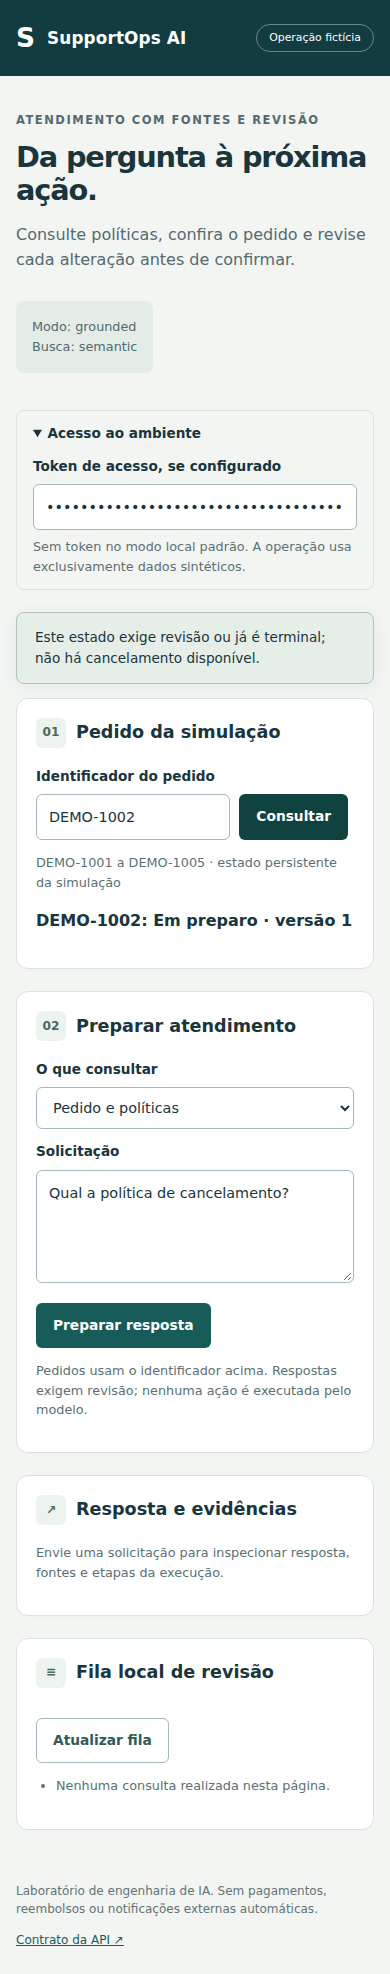 S SupportOps AI
Operação fictícia
ATENDIMENTO COM FONTES E REVISÃO
Da pergunta à próxima
ação.
Consulte políticas, confira o pedido e revise
cada alteração antes de confirmar.
Modo: grounded
Busca: semantic
▼ Acesso ao ambiente
Token de acesso, se configurado
•••••••••••••••••••••••••••••••••••
Sem token no modo local padrão. A operação usa
exclusivamente dados sintéticos.
Este estado exige revisão ou já é terminal;
não há cancelamento disponível.
01 Pedido da simulação
Identificador do pedido
DEMO-1002
Consultar
DEMO-1001 a DEMO-1005 · estado persistente
da simulação
DEMO-1002: Em preparo · versão 1
02 Preparar atendimento
O que consultar
Pedido e políticas
Solicitação
Qual a política de cancelamento?
Preparar resposta
Pedidos usam o identificador acima. Respostas
exigem revisão; nenhuma ação é executada pelo
modelo.
↗ Resposta e evidências
Envie uma solicitação para inspecionar resposta,
fontes e etapas da execução.
≡ Fila local de revisão
Atualizar fila
• Nenhuma consulta realizada nesta página.
Laboratório de engenharia de IA. Sem pagamentos,
reembolsos ou notificações externas automáticas.
Contrato da API ↗